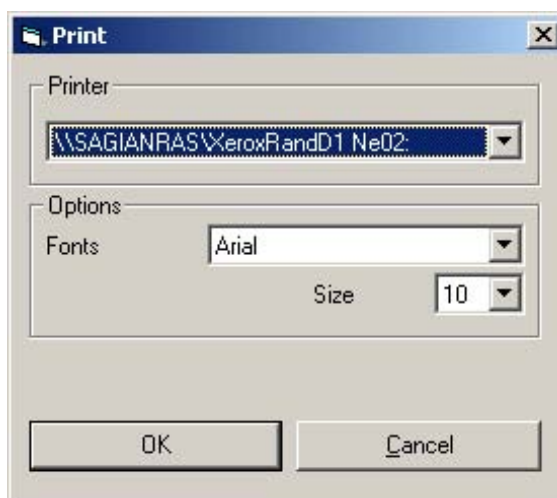 Print
Printer
\\SAGIANRAS\XeroxRandD1 Ne02:
Options
Fonts Arial
Size 10
OK Cancel